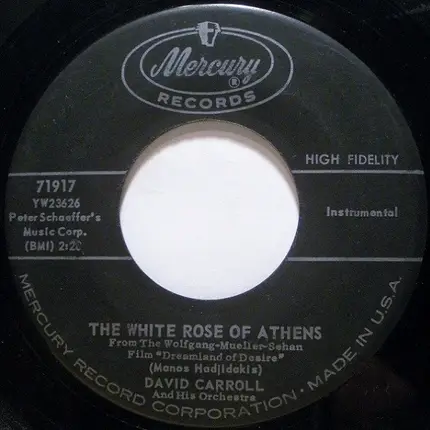 Mercury
®
RECORDS
HIGH FIDELITY
71917
YW23626
Peter Schaeffer's
Music Corp.
(BMI) 2:20
Instrumental
THE WHITE ROSE OF ATHENS
From The Wolfgang-Mueller-Sehan
Film "Dreamland of Desire"
(Manos Hadjidakis)
DAVID CARROLL
And His Orchestra
MERCURY RECORD CORPORATION • MADE IN U.S.A.